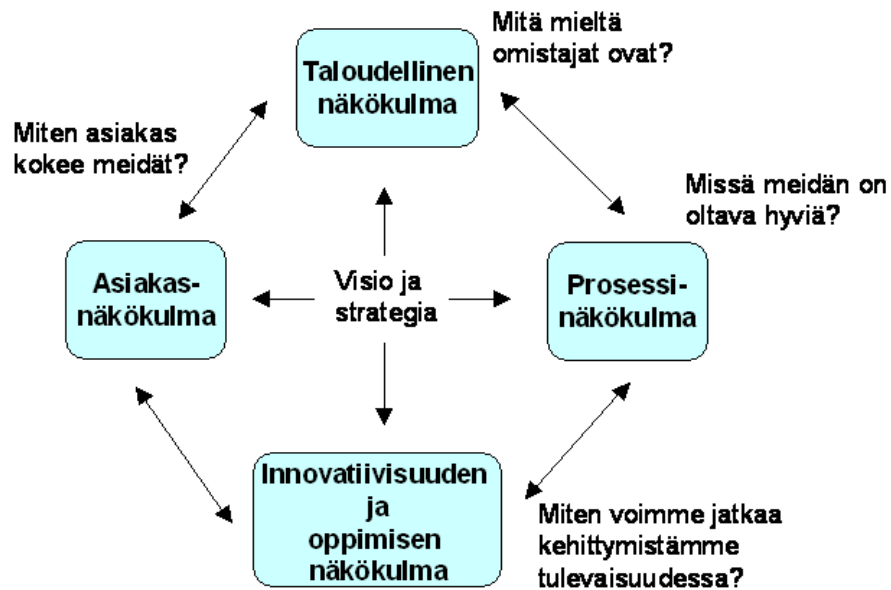 Mitä mieltä
omistajat ovat?
Taloudellinen
näkökulma
Miten asiakas
kokee meidät?
Missä meidän on
oltava hyviä?
Asiakas-
näkökulma
Visio ja
strategia
Prosessi-
näkökulma
Innovatiivisuuden
ja
oppimisen
näkökulma
Miten voimme jatkaa
kehittymistämme
tulevaisuudessa?